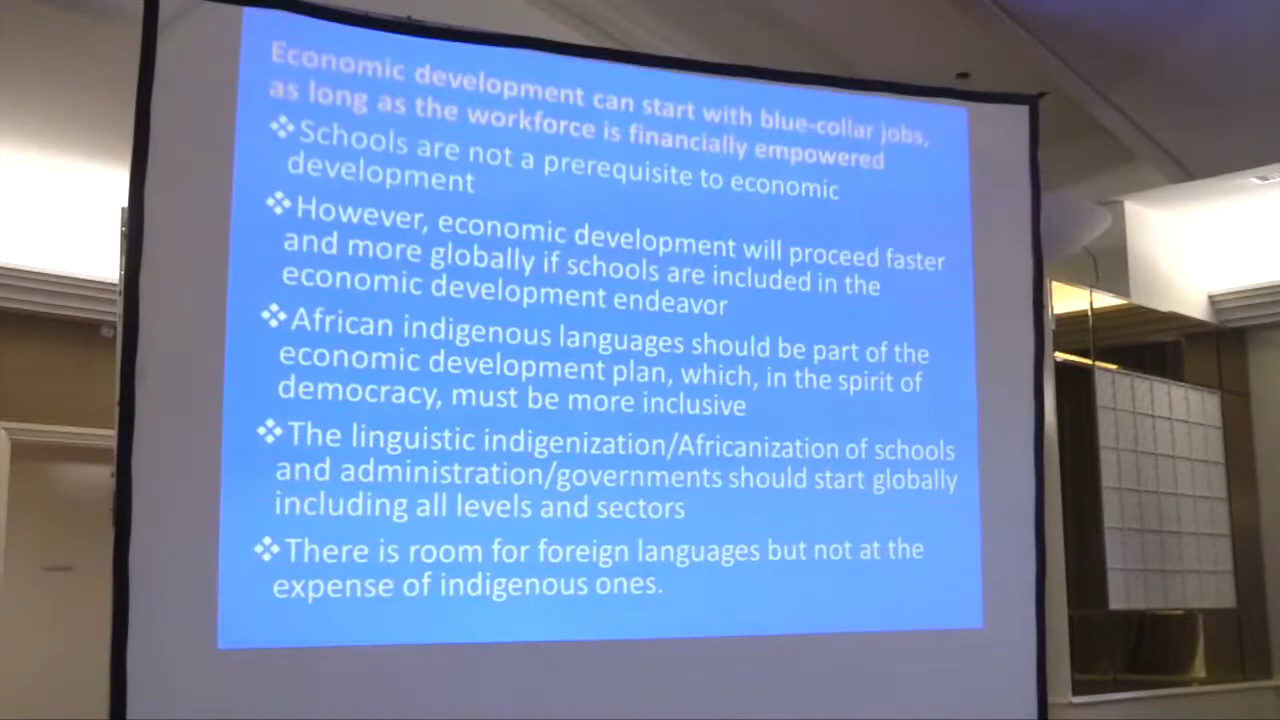 Economic development can start with blue-collar jobs,
as long as the workforce is financially empowered
❖Schools are not a prerequisite to economic
development
❖However, economic development will proceed faster
and more globally if schools are included in the
economic development endeavor
❖African indigenous languages should be part of the
economic development plan, which, in the spirit of
democracy, must be more inclusive
❖The linguistic indigenization/Africanization of schools
and administration/governments should start globally
including all levels and sectors
❖There is room for foreign languages but not at the
expense of indigenous ones.